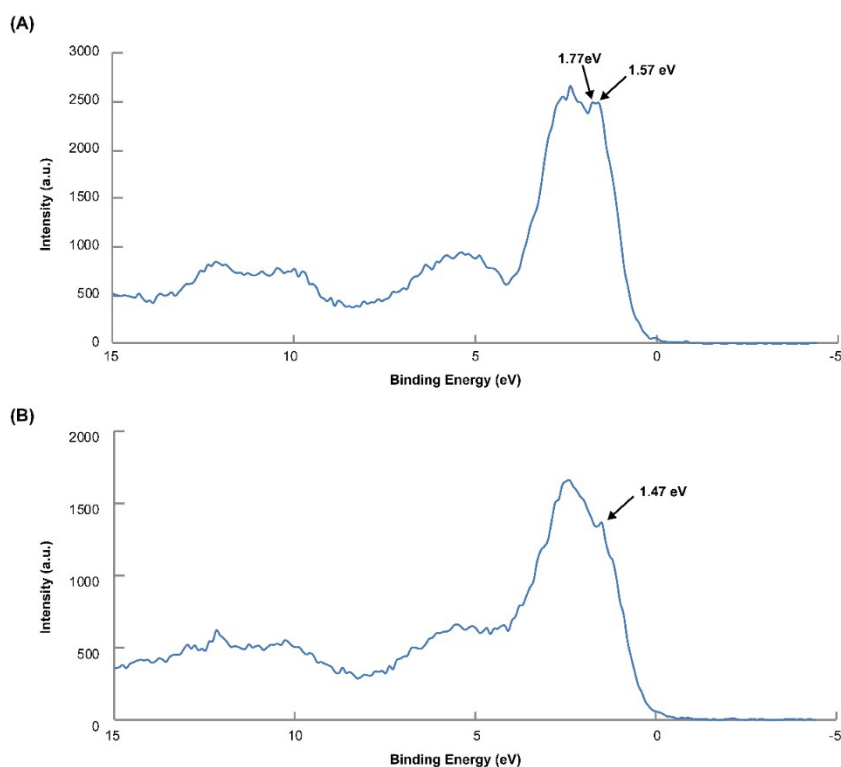 (A)
3000
2500
2000
1500
1000
500
0
Intensity (a.u.)
1.77eV
1.57 eV
15
10
5
0
-5
Binding Energy (eV)
(B)
2000
1500
1000
500
0
Intensity (a.u.)
1.47 eV
15
10
5
0
-5
Binding Energy (eV)